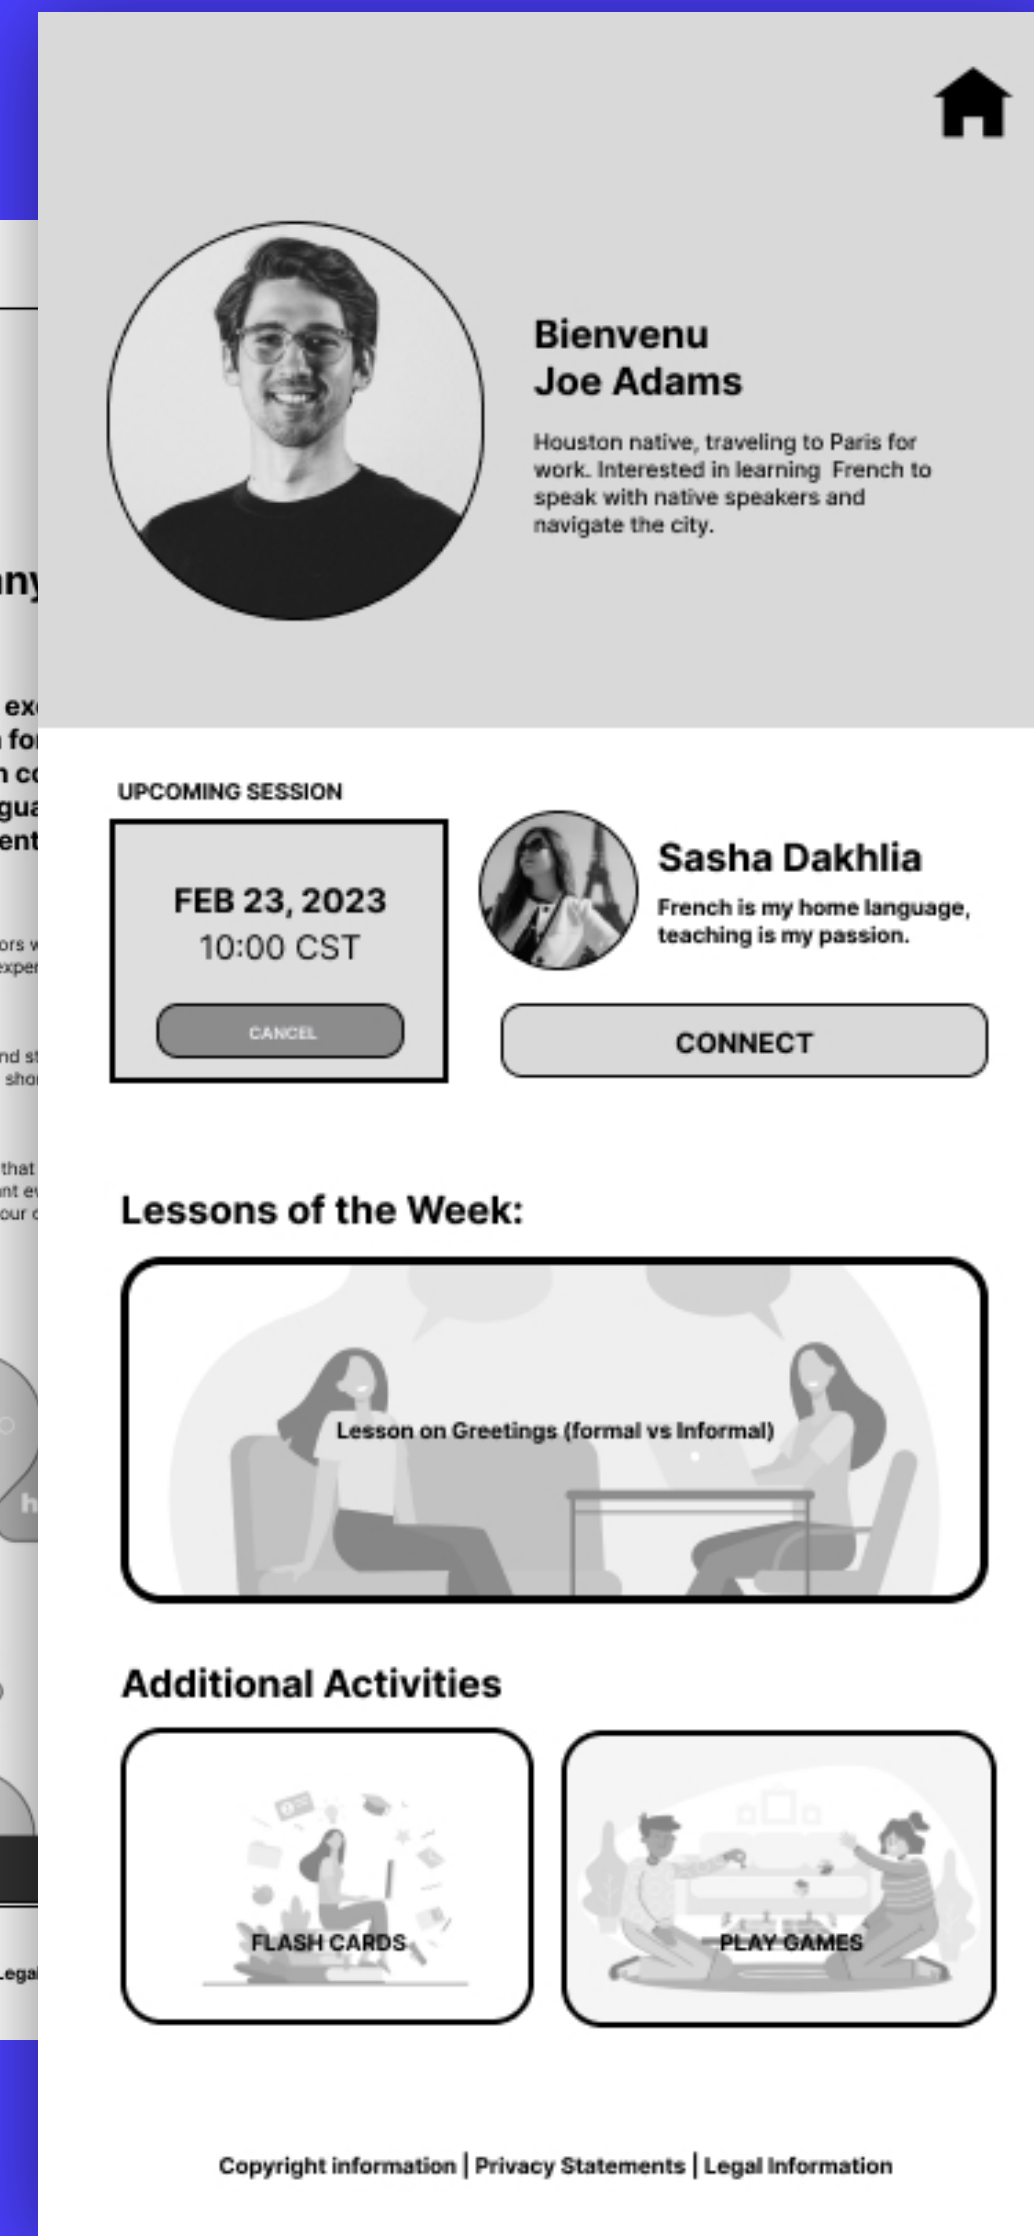 Bienvenu
Joe Adams
Houston native, traveling to Paris for
work. Interested in learning  French to
speak with native speakers and
navigate the city.
UPCOMING SESSION
FEB 23, 2023
10:00 CST
CANCEL
Sasha Dakhlia
French is my home language,
teaching is my passion.
CONNECT
Lessons of the Week:
Lesson on Greetings (formal vs Informal)
Additional Activities
FLASH CARDS
PLAY GAMES
Copyright information | Privacy Statements | Legal Information
that
our